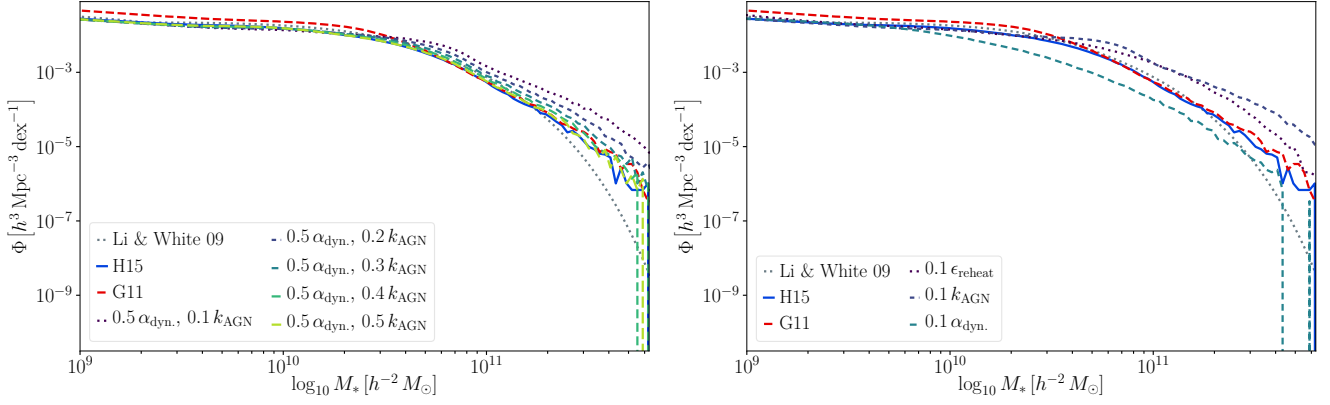 Φ [h³ Mpc⁻³ dex⁻¹]
10⁻³
10⁻⁵
10⁻⁷
10⁻⁹
Li & White 09
H15
G11
0.5 α_dyn., 0.1 k_AGN
0.5 α_dyn., 0.2 k_AGN
0.5 α_dyn., 0.3 k_AGN
0.5 α_dyn., 0.4 k_AGN
0.5 α_dyn., 0.5 k_AGN
10⁹
10¹⁰
10¹¹
log₁₀ M_* [h⁻² M_⊙]
Φ [h³ Mpc⁻³ dex⁻¹]
10⁻³
10⁻⁵
10⁻⁷
10⁻⁹
Li & White 09
H15
G11
0.1 ϵ_reheat
0.1 k_AGN
0.1 α_dyn.
10⁹
10¹⁰
10¹¹
log₁₀ M_* [h⁻² M_⊙]